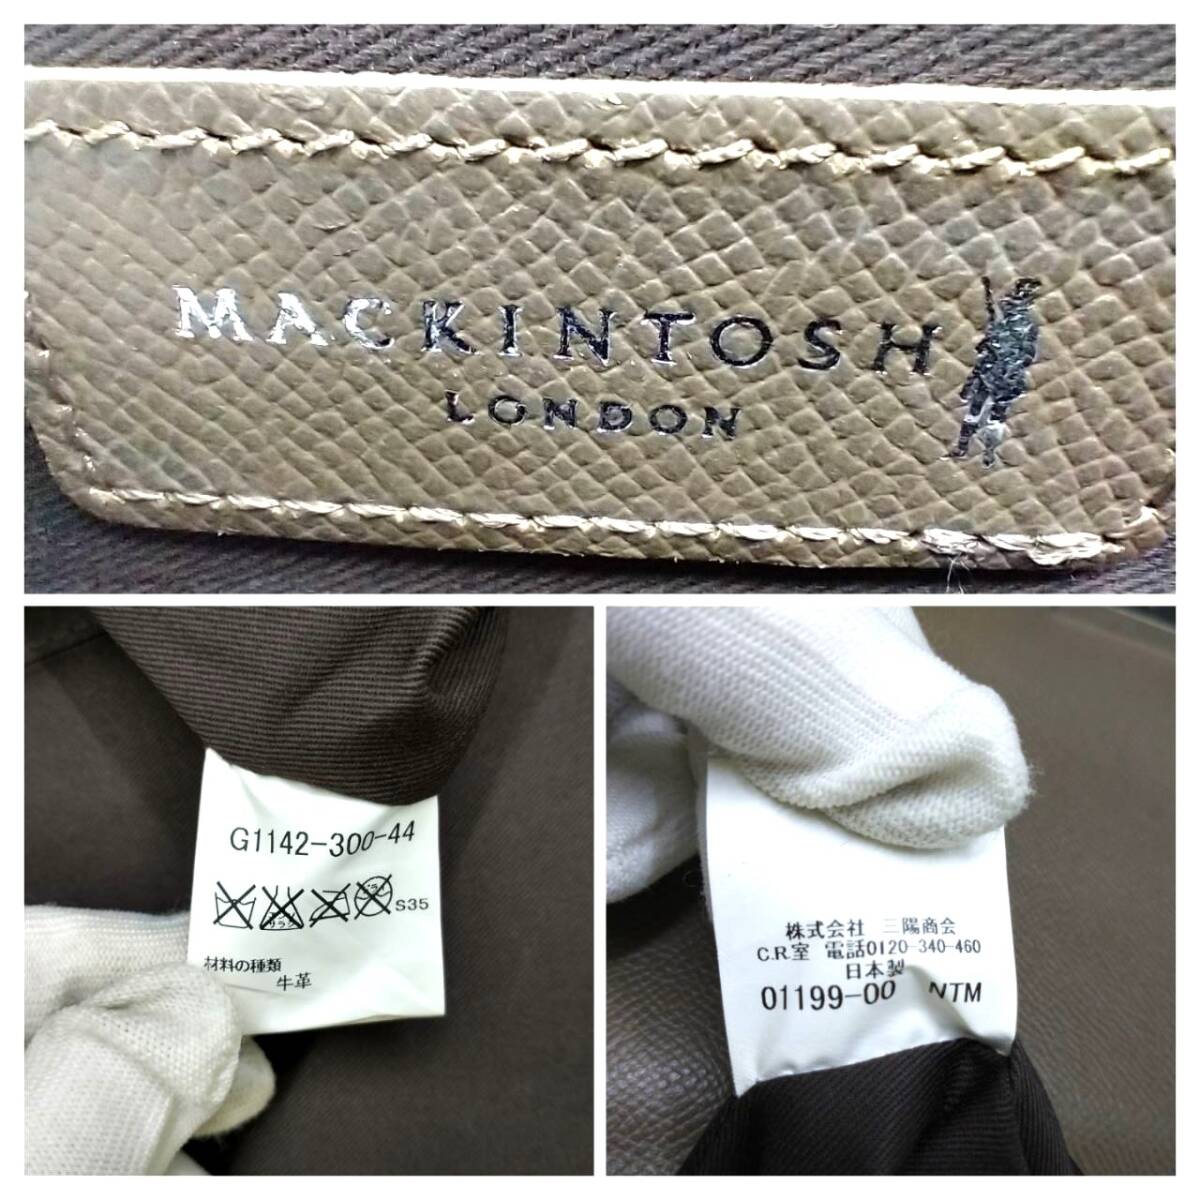 MACKINTOSH
LONDON
G1142-300-44
S35
材料の種類
牛革
株式会社 三陽商会
C.R.室 電話0120-340-460
日本製
01199-00 NTM